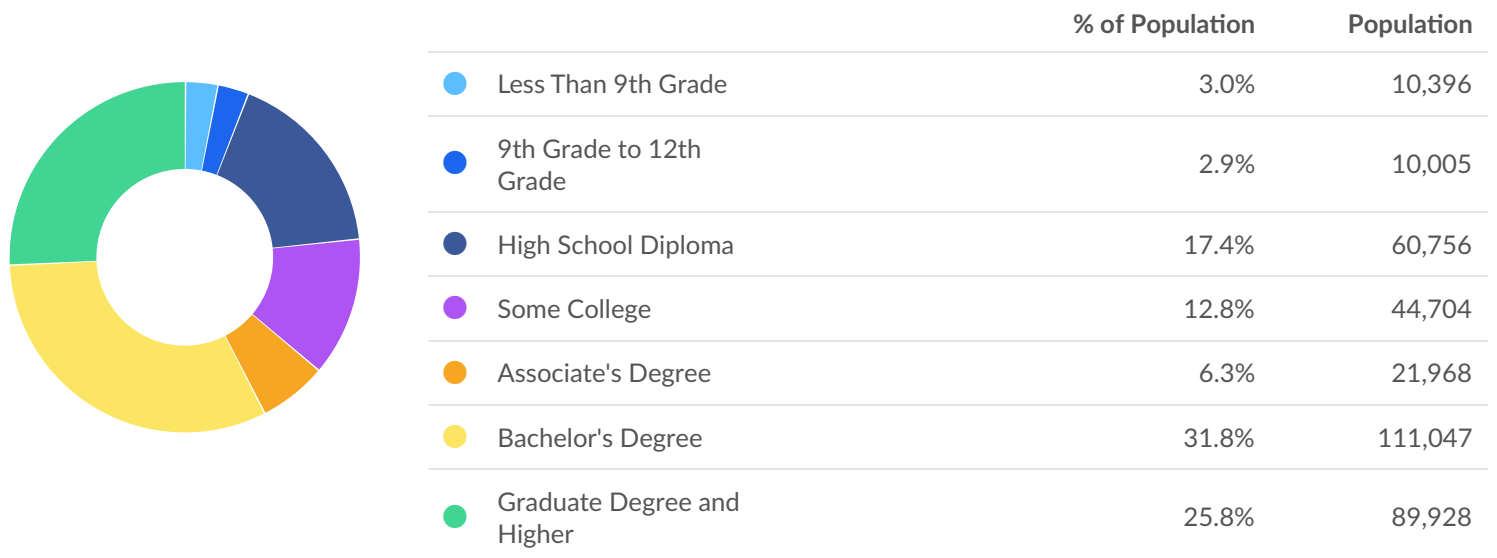 % of Population Population
Less Than 9th Grade 3.0% 10,396
9th Grade to 12th
Grade 2.9% 10,005
High School Diploma 17.4% 60,756
Some College 12.8% 44,704
Associate's Degree 6.3% 21,968
Bachelor's Degree 31.8% 111,047
Graduate Degree and
Higher 25.8% 89,928